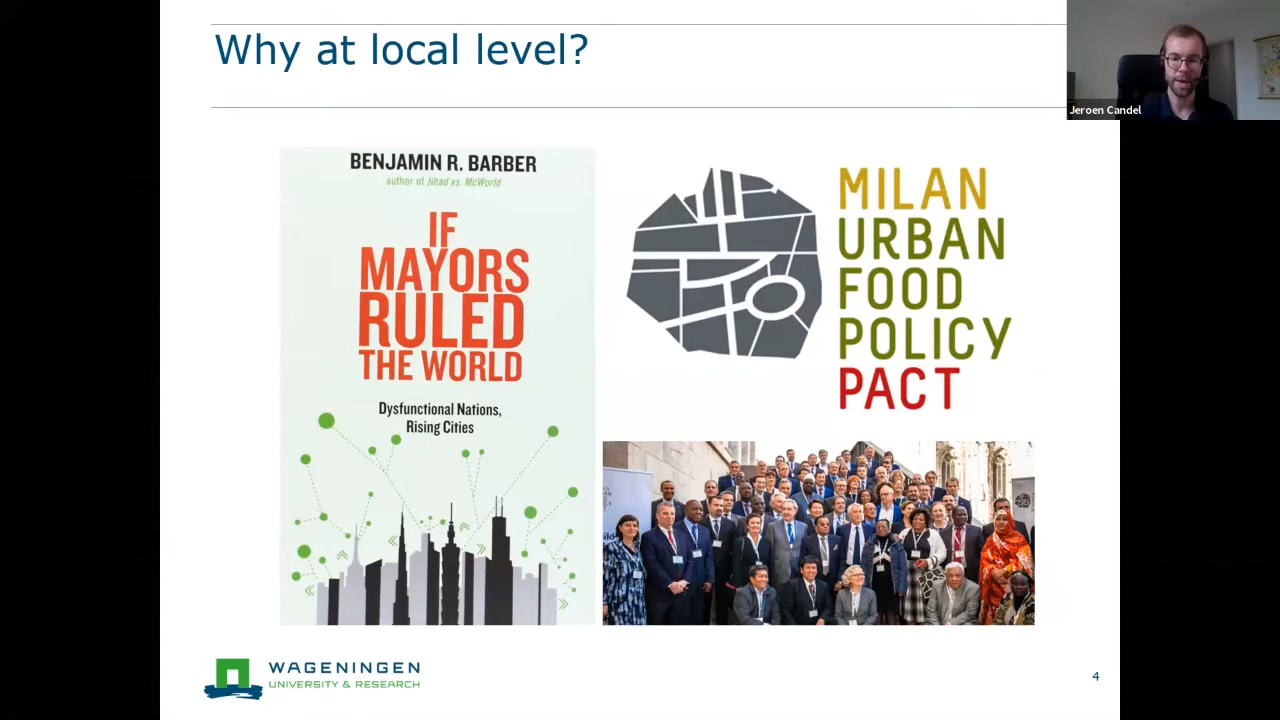 Why at local level?
Jeroen Candel
BENJAMIN R. BARBER
author of Jihad vs. McWorld
IF
MAYORS
RULED
THE WORLD
Dysfunctional Nations,
Rising Cities
MILAN
URBAN
FOOD
POLICY
PACT
WAGENINGEN
UNIVERSITY & RESEARCH
4